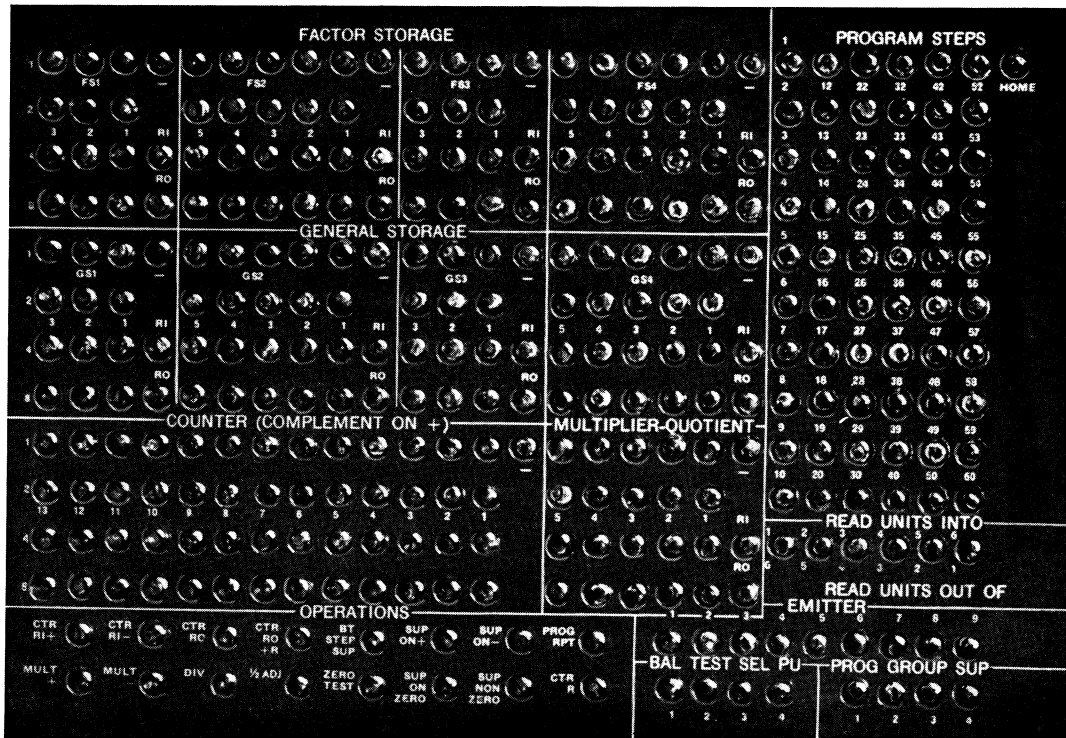 FACTOR STORAGE
1
FS1 — FS2 — FS3 — FS4 —
2
3 2 1 RI 5 4 3 2 1 RI 3 2 1 RI 5 4 3 2 1 RI
4
RO RO RO RO
8
GENERAL STORAGE
1
GS1 — GS2 — GS3 — GS4 —
2
3 2 1 RI 5 4 3 2 1 RI 3 2 1 RI 5 4 3 2 1 RI
4
RO RO RO RO
8
COUNTER (COMPLEMENT ON +)
1
—
2
13 12 11 10 9 8 7 6 5 4 3 2 1
4
8
MULTIPLIER-QUOTIENT
—
5 4 3 2 1 RI
RO
PROGRAM STEPS
1
2 12 22 32 42 52 HOME
3 13 23 33 43 53
4 14 24 34 44 54
5 15 25 35 45 55
6 16 26 36 46 56
7 17 27 37 47 57
8 18 28 38 48 58
9 19 29 39 49 59
10 20 30 40 50 60
READ UNITS INTO
1 2 3 4 5 6
6 5 4 3 2 1
READ UNITS OUT OF
OPERATIONS
CTR RI+
CTR RI-
CTR RO
CTR RO +R
BT STEP SUP
SUP ON+
SUP ON-
PROG RPT
MULT +
MULT -
DIV
½ ADJ
ZERO TEST
SUP ON ZERO
SUP NON ZERO
CTR R
EMITTER
1 2 3 4 5 6 7 8 9
BAL TEST SEL PU
1 2 3 4
PROG GROUP SUP
1 2 3 4